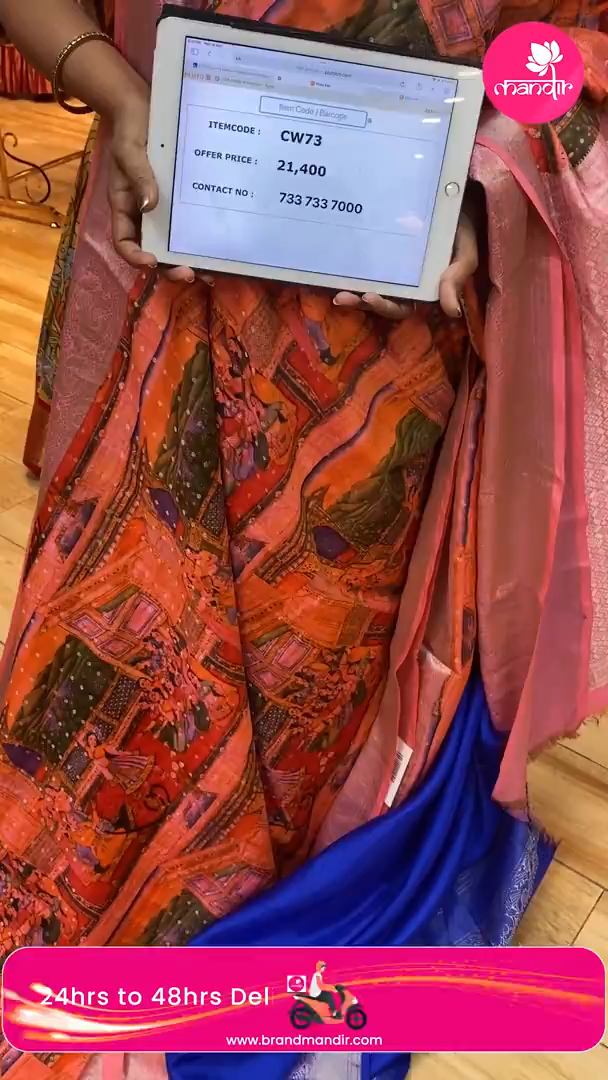 mandir
Item Code / Barcode
ITEMCODE : CW73
OFFER PRICE : 21,400
CONTACT NO : 733 733 7000
24hrs to 48hrs Del
www.brandmandir.com